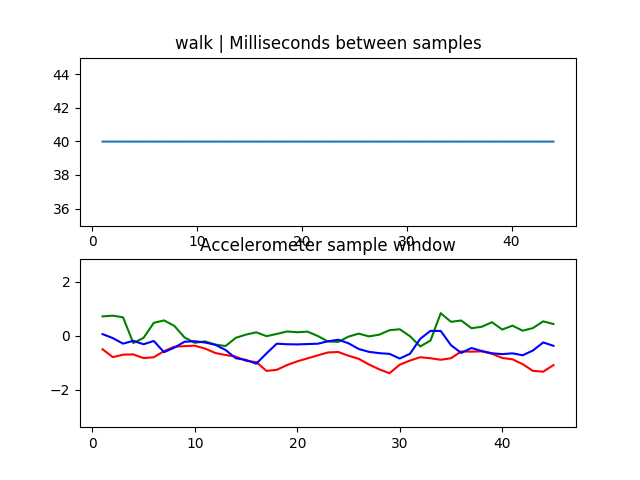 walk | Milliseconds between samples
44
42
40
38
36
0 10 20 30 40
Accelerometer sample window
2
0
−2
0 10 20 30 40